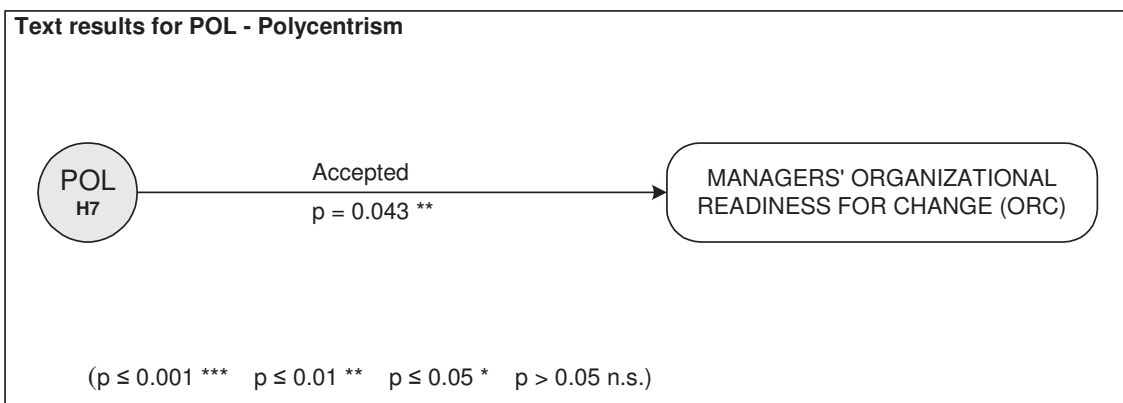 Text results for POL - Polycentrism
POL
H7
Accepted
p = 0.043 **
MANAGERS' ORGANIZATIONAL
READINESS FOR CHANGE (ORC)
(p ≤ 0.001 *** p ≤ 0.01 ** p ≤ 0.05 * p > 0.05 n.s.)